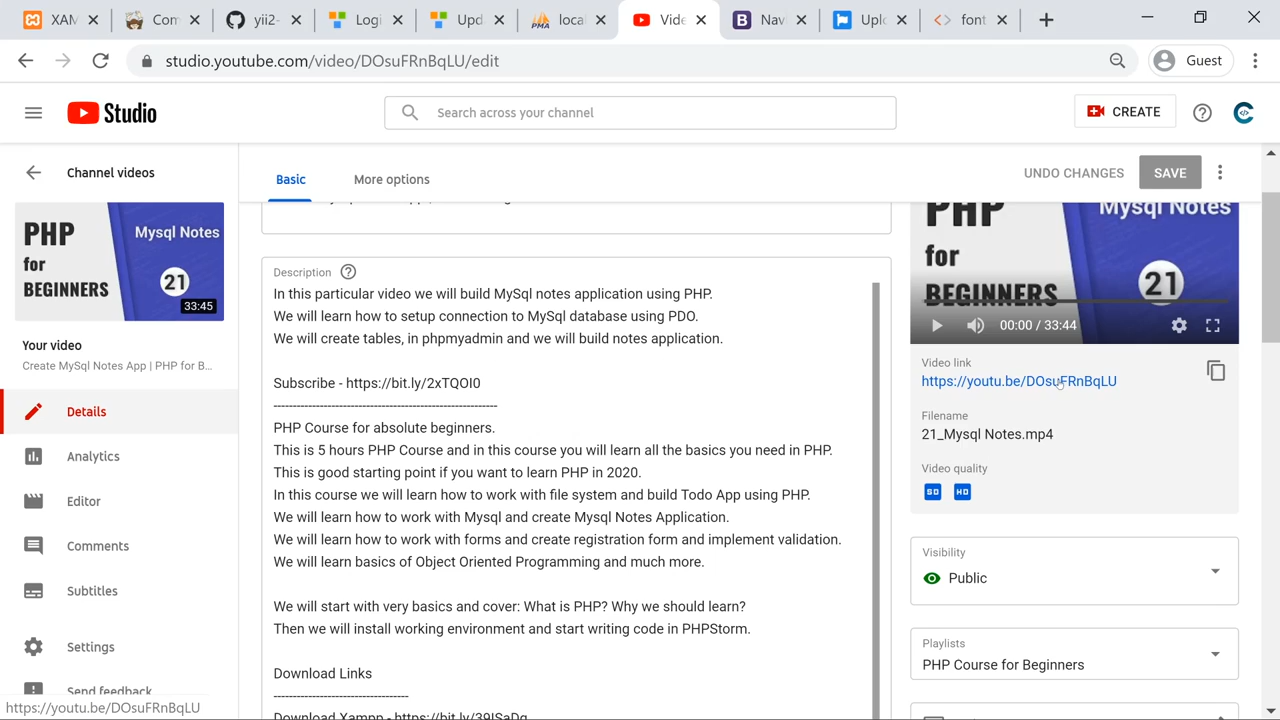 XAM
Com
yii2-
Logi
Upd
PMA
loca
Vide
B
Navi
Uplo
font
studio.youtube.com/video/DOsuFRnBqLU/edit
Guest
Studio
Search across your channel
CREATE
Channel videos
Basic
More options
UNDO CHANGES
SAVE
PHP
for
BEGINNERS
Mysql Notes
21
33:45
Your video
Create MySql Notes App | PHP for B...
Details
Analytics
Editor
Comments
Subtitles
Settings
Send feedback
https://youtu.be/DOsuFRnBqLU
Description
In this particular video we will build MySql notes application using PHP.
We will learn how to setup connection to MySql database using PDO.
We will create tables, in phpmyadmin and we will build notes application.
Subscribe - https://bit.ly/2xTQOI0
--------------------------------------------------------
PHP Course for absolute beginners.
This is 5 hours PHP Course and in this course you will learn all the basics you need in PHP.
This is good starting point if you want to learn PHP in 2020.
In this course we will learn how to work with file system and build Todo App using PHP.
We will learn how to work with Mysql and create Mysql Notes Application.
We will learn how to work with forms and create registration form and implement validation.
We will learn basics of Object Oriented Programming and much more.
We will start with very basics and cover: What is PHP? Why we should learn?
Then we will install working environment and start writing code in PHPStorm.
Download Links
----------------------------------
Download Xampp - https://bit.ly/39ISaDg
PHP
for
BEGINNERS
Mysql Notes
21
00:00 / 33:44
Video link
https://youtu.be/DOsuFRnBqLU
Filename
21_Mysql Notes.mp4
Video quality
SD
HD
Visibility
Public
Playlists
PHP Course for Beginners